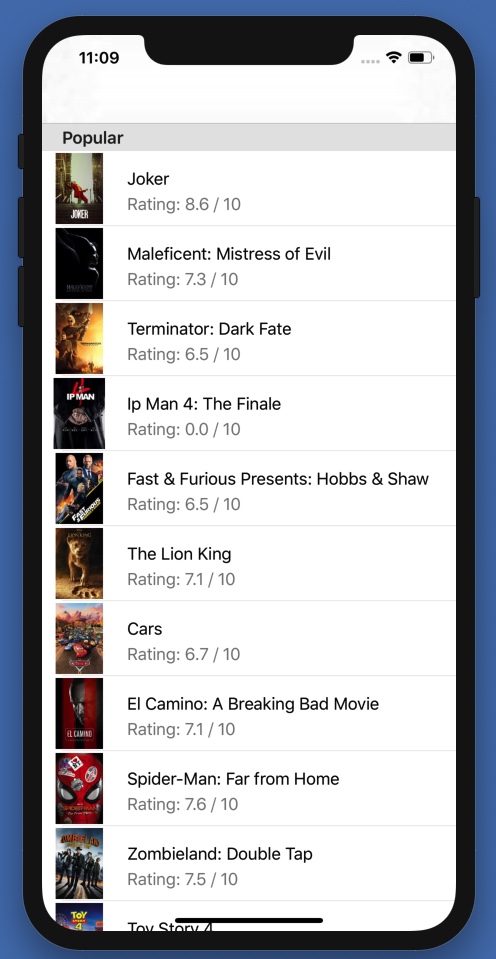 11:09
Popular
JOKER
Joker
Rating: 8.6 / 10
Maleficent: Mistress of Evil
Rating: 7.3 / 10
Terminator: Dark Fate
Rating: 6.5 / 10
IP MAN
Ip Man 4: The Finale
Rating: 0.0 / 10
FAST & FURIOUS
Fast & Furious Presents: Hobbs & Shaw
Rating: 6.5 / 10
The Lion King
Rating: 7.1 / 10
Cars
Rating: 6.7 / 10
EL CAMINO
El Camino: A Breaking Bad Movie
Rating: 7.1 / 10
Spider-Man: Far from Home
Rating: 7.6 / 10
ZOMBIELAND
Zombieland: Double Tap
Rating: 7.5 / 10
TOY
STORY
4
Toy Story 4